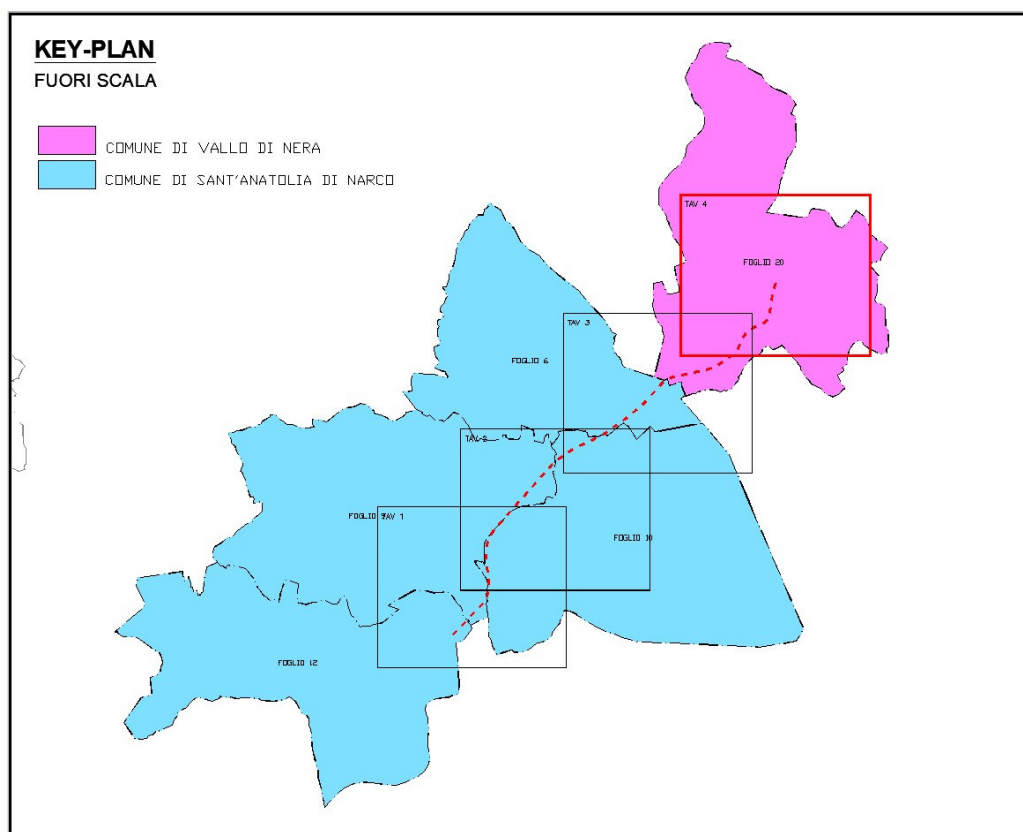 KEY-PLAN
FUORI SCALA
COMUNE DI VALLO DI NERA
COMUNE DI SANT'ANATOLIA DI NARCO
TAV 4
FOGLIO 20
TAV 3
FOGLIO 6
TAV 2
FOGLIO 9
TAV 1
FOGLIO 10
FOGLIO 12